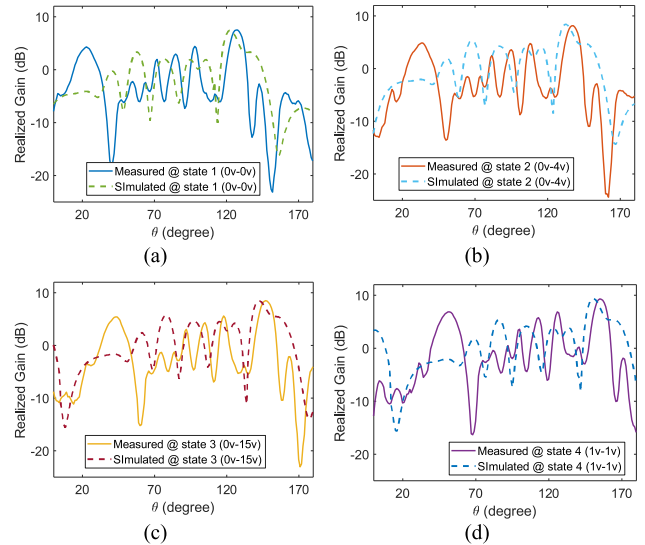 10
0
-10
-20
Realized Gain (dB)
Measured @ state 1 (0v-0v)
SImulated @ state 1 (0v-0v)
20
70
120
170
θ (degree)
(a)
10
0
-10
-20
Realized Gain (dB)
Measured @ state 2 (0v-4v)
SImulated @ state 2 (0v-4v)
20
70
120
170
θ (degree)
(b)
10
0
-10
-20
Realized Gain (dB)
Measured @ state 3 (0v-15v)
SImulated @ state 3 (0v-15v)
20
70
120
170
θ (degree)
(c)
10
0
-10
-20
Realized Gain (dB)
Measured @ state 4 (1v-1v)
SImulated @ state 4 (1v-1v)
20
70
120
170
θ (degree)
(d)